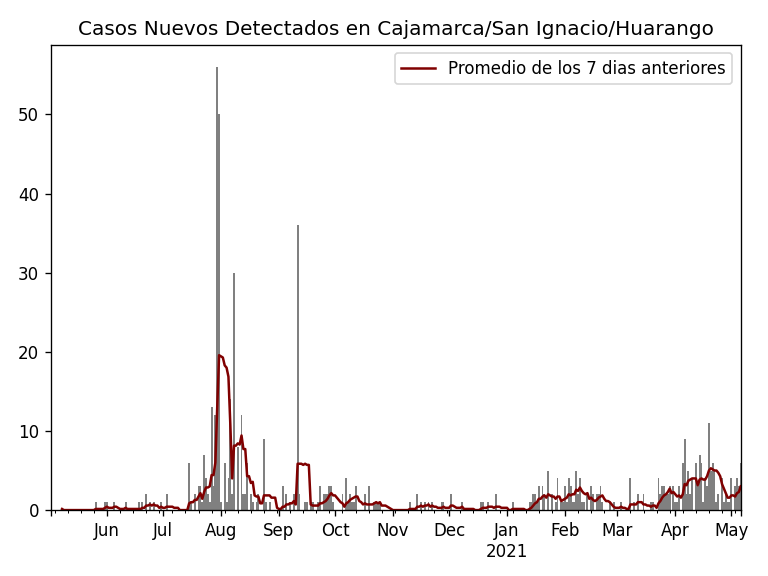 Casos Nuevos Detectados en Cajamarca/San Ignacio/Huarango
Promedio de los 7 dias anteriores
50
40
30
20
10
0
Jun Jul Aug Sep Oct Nov Dec Jan Feb Mar Apr May
2021